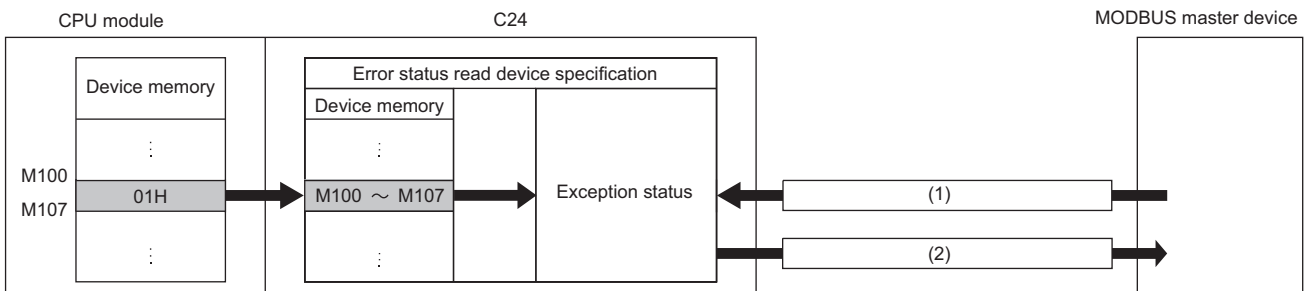 CPU module
C24
MODBUS master device
Error status read device specification
Device memory
Device memory
⋮
⋮
M100
01H
M100 ～ M107
Exception status
(1)
M107
(2)
⋮
⋮